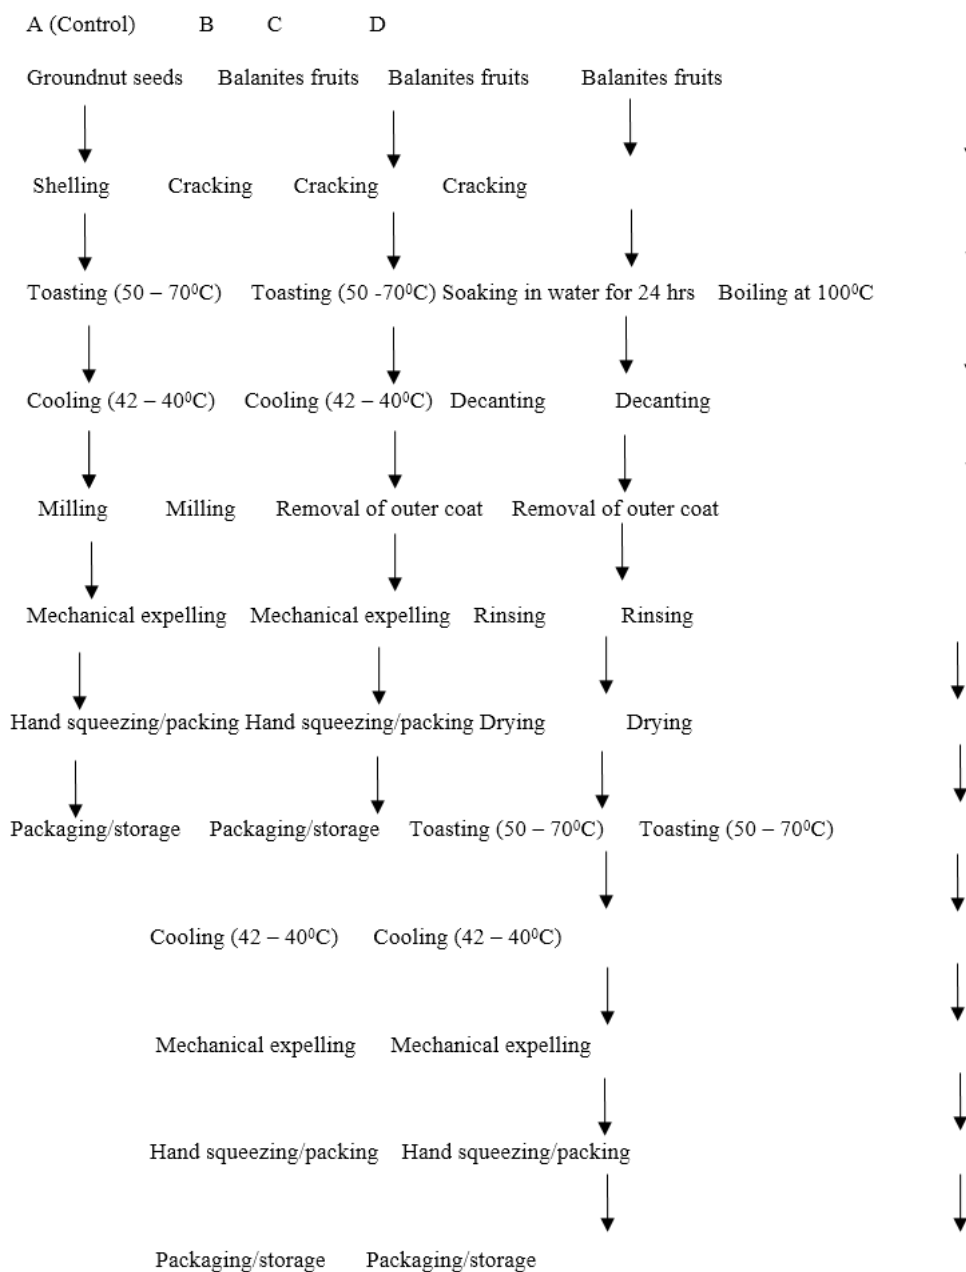 A (Control) B C D
Groundnut seeds Balanites fruits Balanites fruits Balanites fruits
Shelling Cracking Cracking Cracking
Toasting (50 – 70⁰C) Toasting (50 -70⁰C) Soaking in water for 24 hrs Boiling at 100⁰C
Cooling (42 – 40⁰C) Cooling (42 – 40⁰C) Decanting Decanting
Milling Milling Removal of outer coat Removal of outer coat
Mechanical expelling Mechanical expelling Rinsing Rinsing
Hand squeezing/packing Hand squeezing/packing Drying Drying
Packaging/storage Packaging/storage Toasting (50 – 70⁰C) Toasting (50 – 70⁰C)
Cooling (42 – 40⁰C) Cooling (42 – 40⁰C)
Mechanical expelling Mechanical expelling
Hand squeezing/packing Hand squeezing/packing
Packaging/storage Packaging/storage